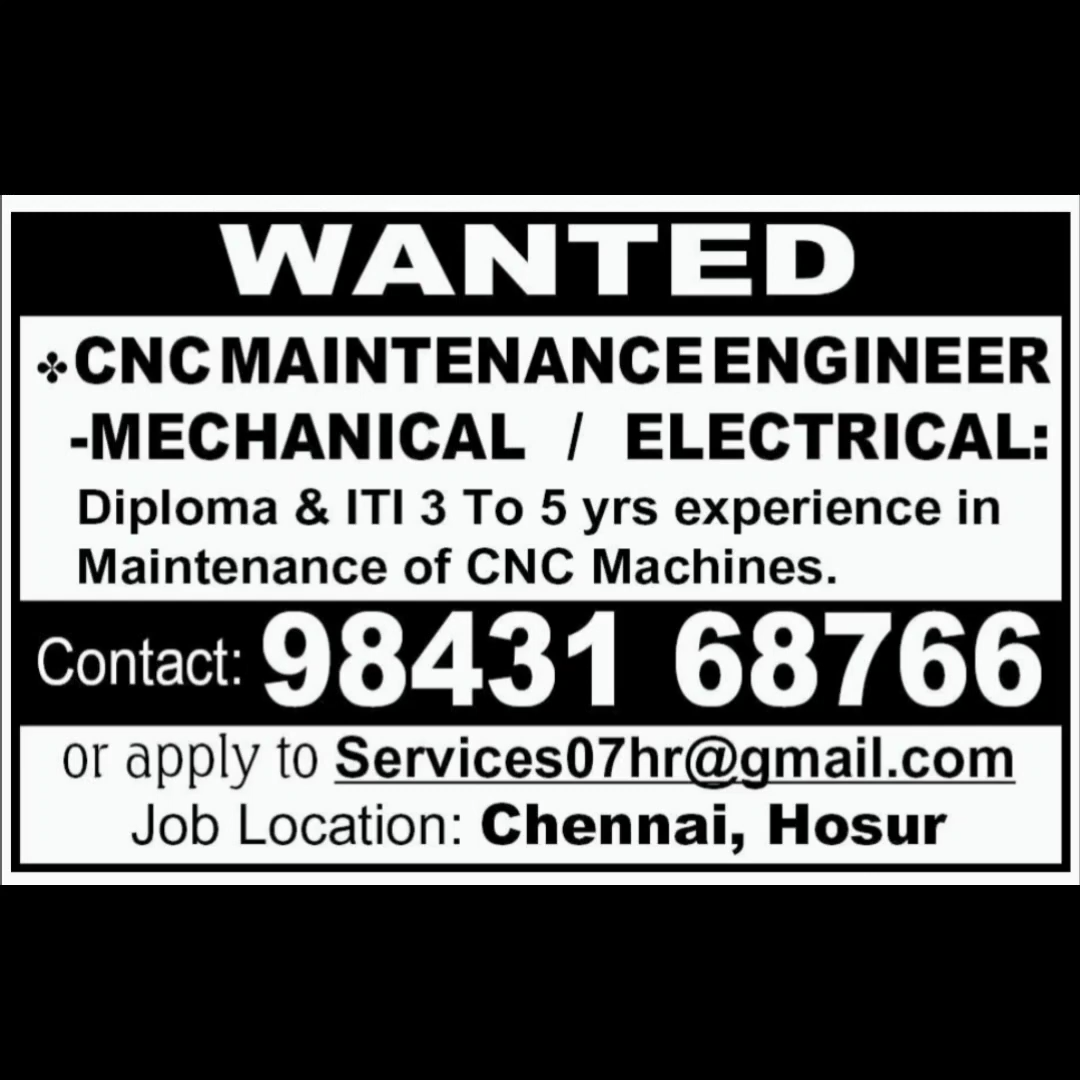 WANTED
✤CNC MAINTENANCE ENGINEER
-MECHANICAL / ELECTRICAL:
Diploma & ITI 3 To 5 yrs experience in
Maintenance of CNC Machines.
Contact: 98431 68766
or apply to Services07hr@gmail.com
Job Location: Chennai, Hosur